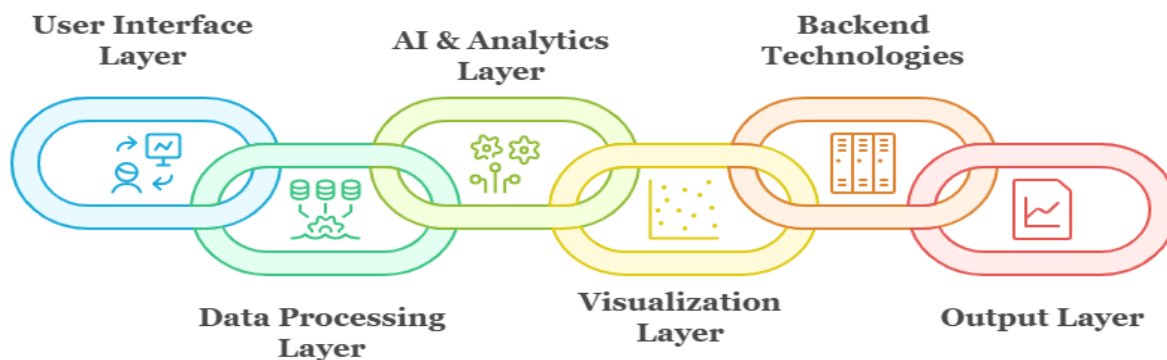 User Interface
Layer
AI & Analytics
Layer
Backend
Technologies
Data Processing
Layer
Visualization
Layer
Output Layer